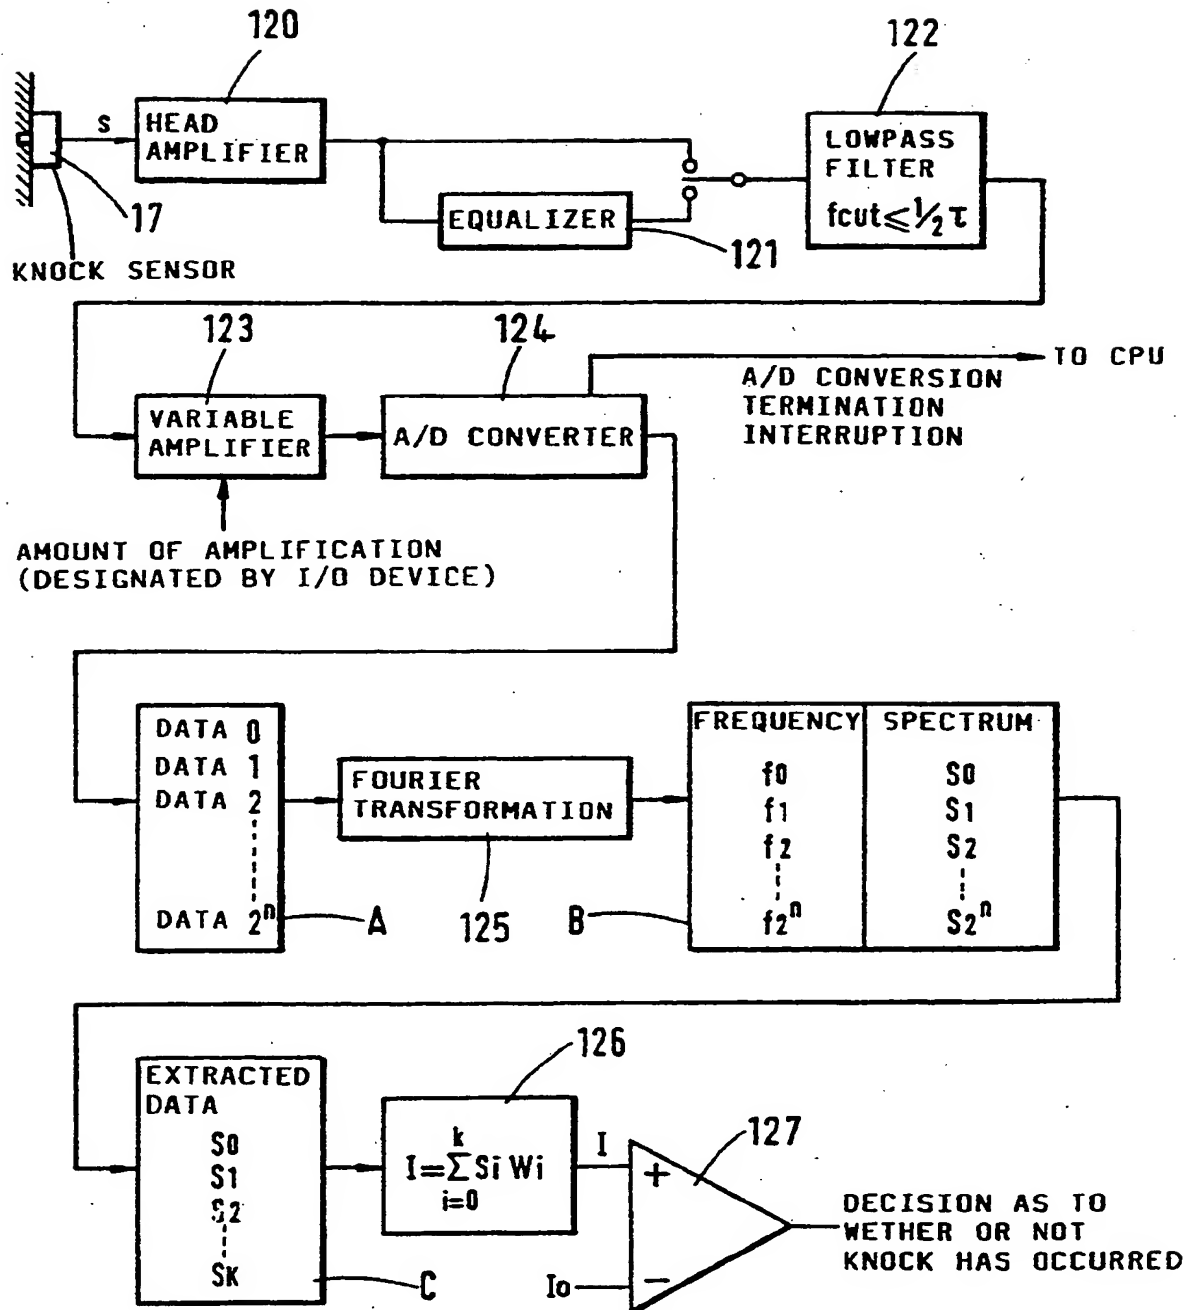 120
122
S
HEAD
AMPLIFIER
LOWPASS
FILTER
fcut≤1/2 τ
17
EQUALIZER
121
KNOCK SENSOR
123
124
TO CPU
A/D CONVERSION
TERMINATION
INTERRUPTION
VARIABLE
AMPLIFIER
A/D CONVERTER
AMOUNT OF AMPLIFICATION
(DESIGNATED BY I/O DEVICE)
DATA 0
DATA 1
DATA 2
DATA 2ⁿ
A
FOURIER
TRANSFORMATION
125
FREQUENCY SPECTRUM
f0 S0
f1 S1
f2 S2
f2ⁿ S2ⁿ
B
EXTRACTED
DATA
S0
S1
S2
SK
C
126
k
I=∑ Si Wi
i=0
I
127
+
−
Io
DECISION AS TO
WETHER OR NOT
KNOCK HAS OCCURRED